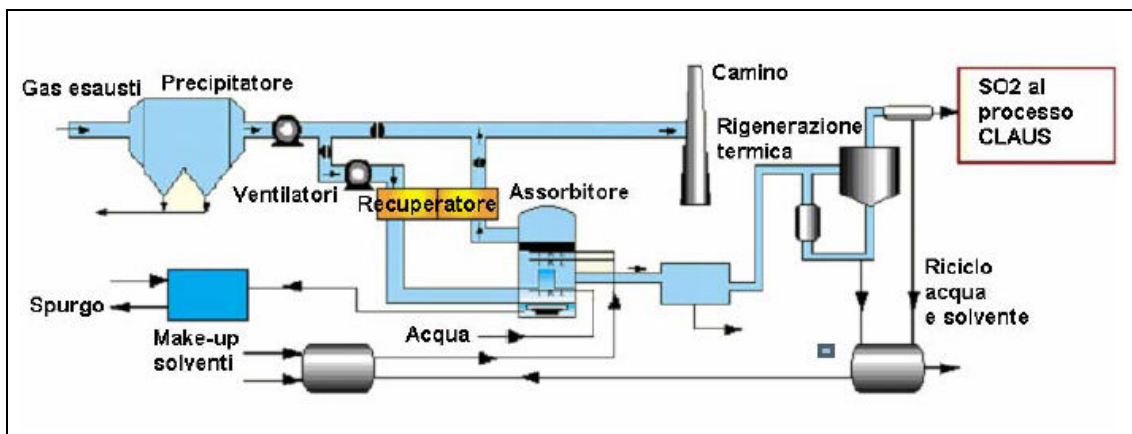 Gas esausti
Precipitatore
Camino
SO2 al
processo
CLAUS
Rigenerazione
termica
Ventilatori
Recuperatore
Assorbitore
Spurgo
Acqua
Make-up
solventi
Riciclo
acqua
e solvente